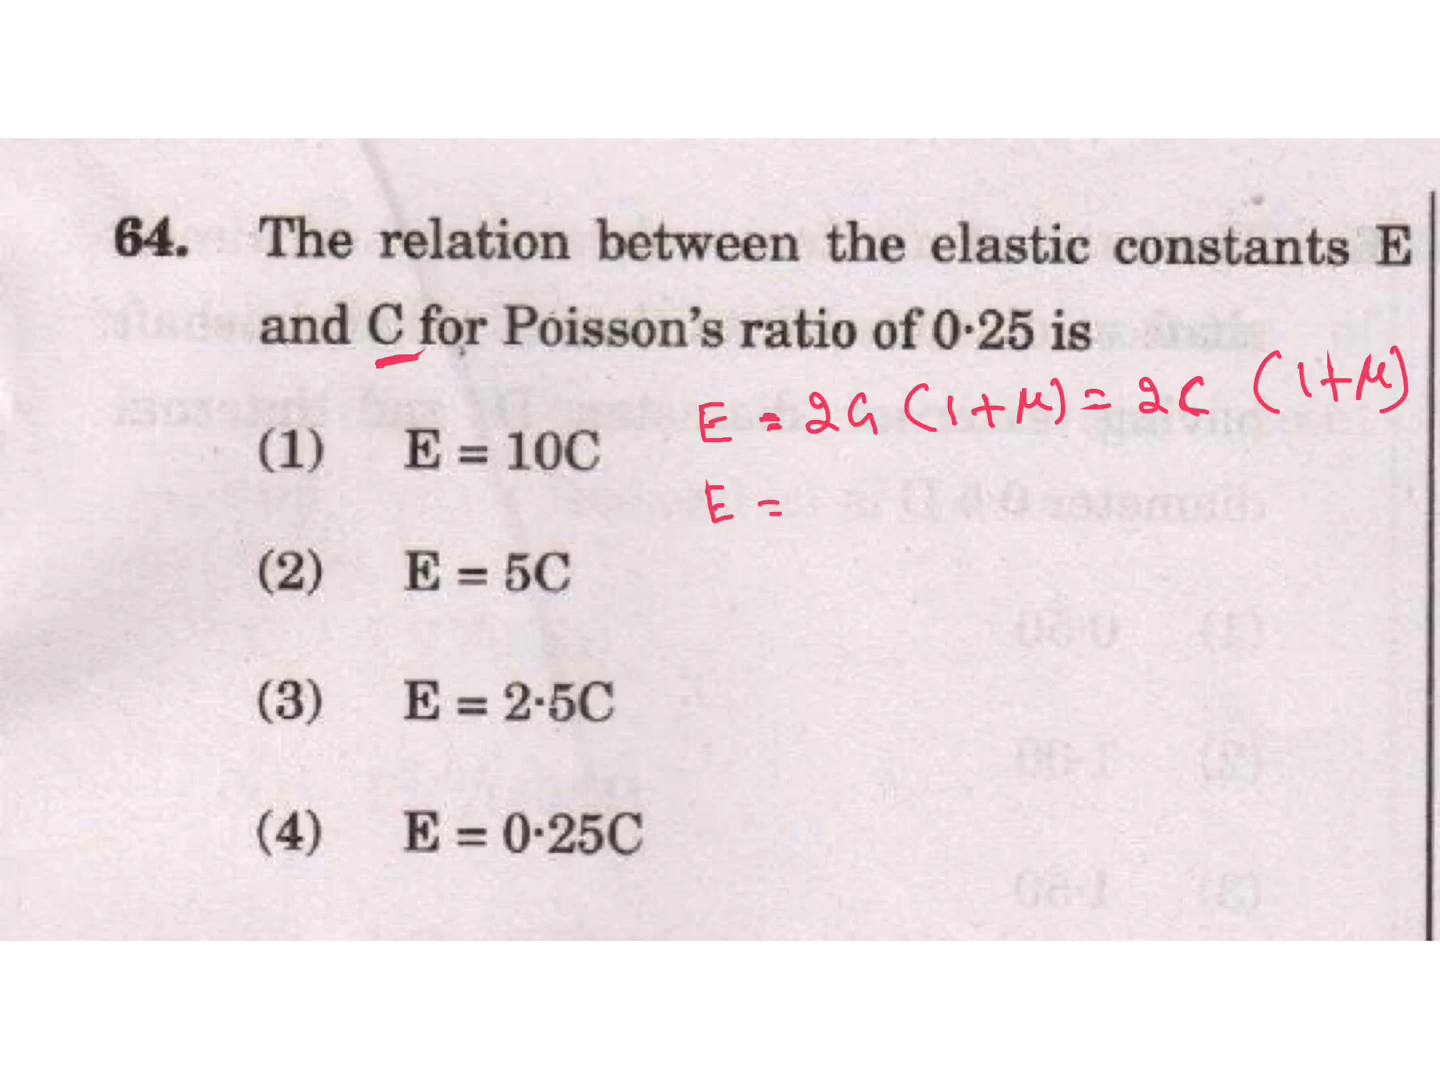 64. The relation between the elastic constants E
and C for Poisson's ratio of 0·25 is
E = 2G (1+μ) = 2C (1+μ)
(1) E = 10C
E =
(2) E = 5C
(3) E = 2·5C
(4) E = 0·25C